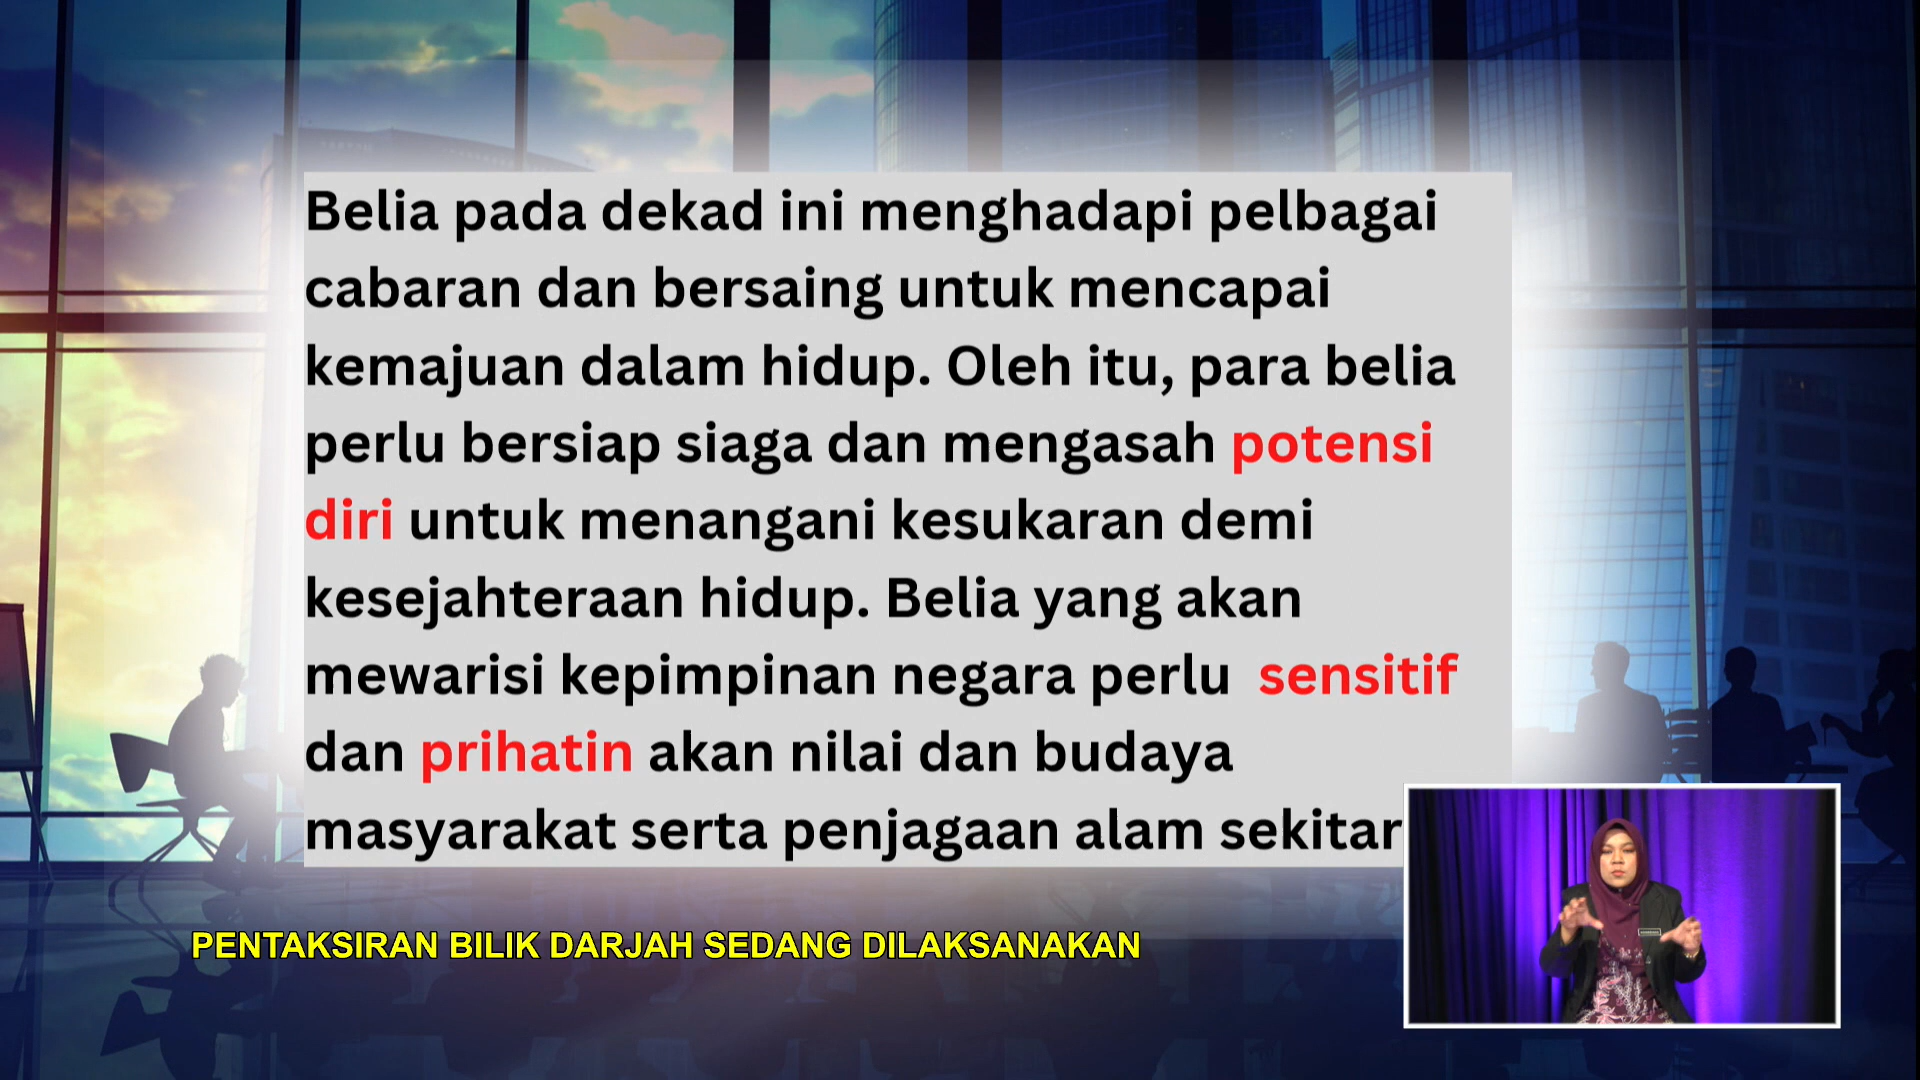 Belia pada dekad ini menghadapi pelbagai
cabaran dan bersaing untuk mencapai
kemajuan dalam hidup. Oleh itu, para belia
perlu bersiap siaga dan mengasah potensi
diri untuk menangani kesukaran demi
kesejahteraan hidup. Belia yang akan
mewarisi kepimpinan negara perlu sensitif
dan prihatin akan nilai dan budaya
masyarakat serta penjagaan alam sekitar
PENTAKSIRAN BILIK DARJAH SEDANG DILAKSANAKAN